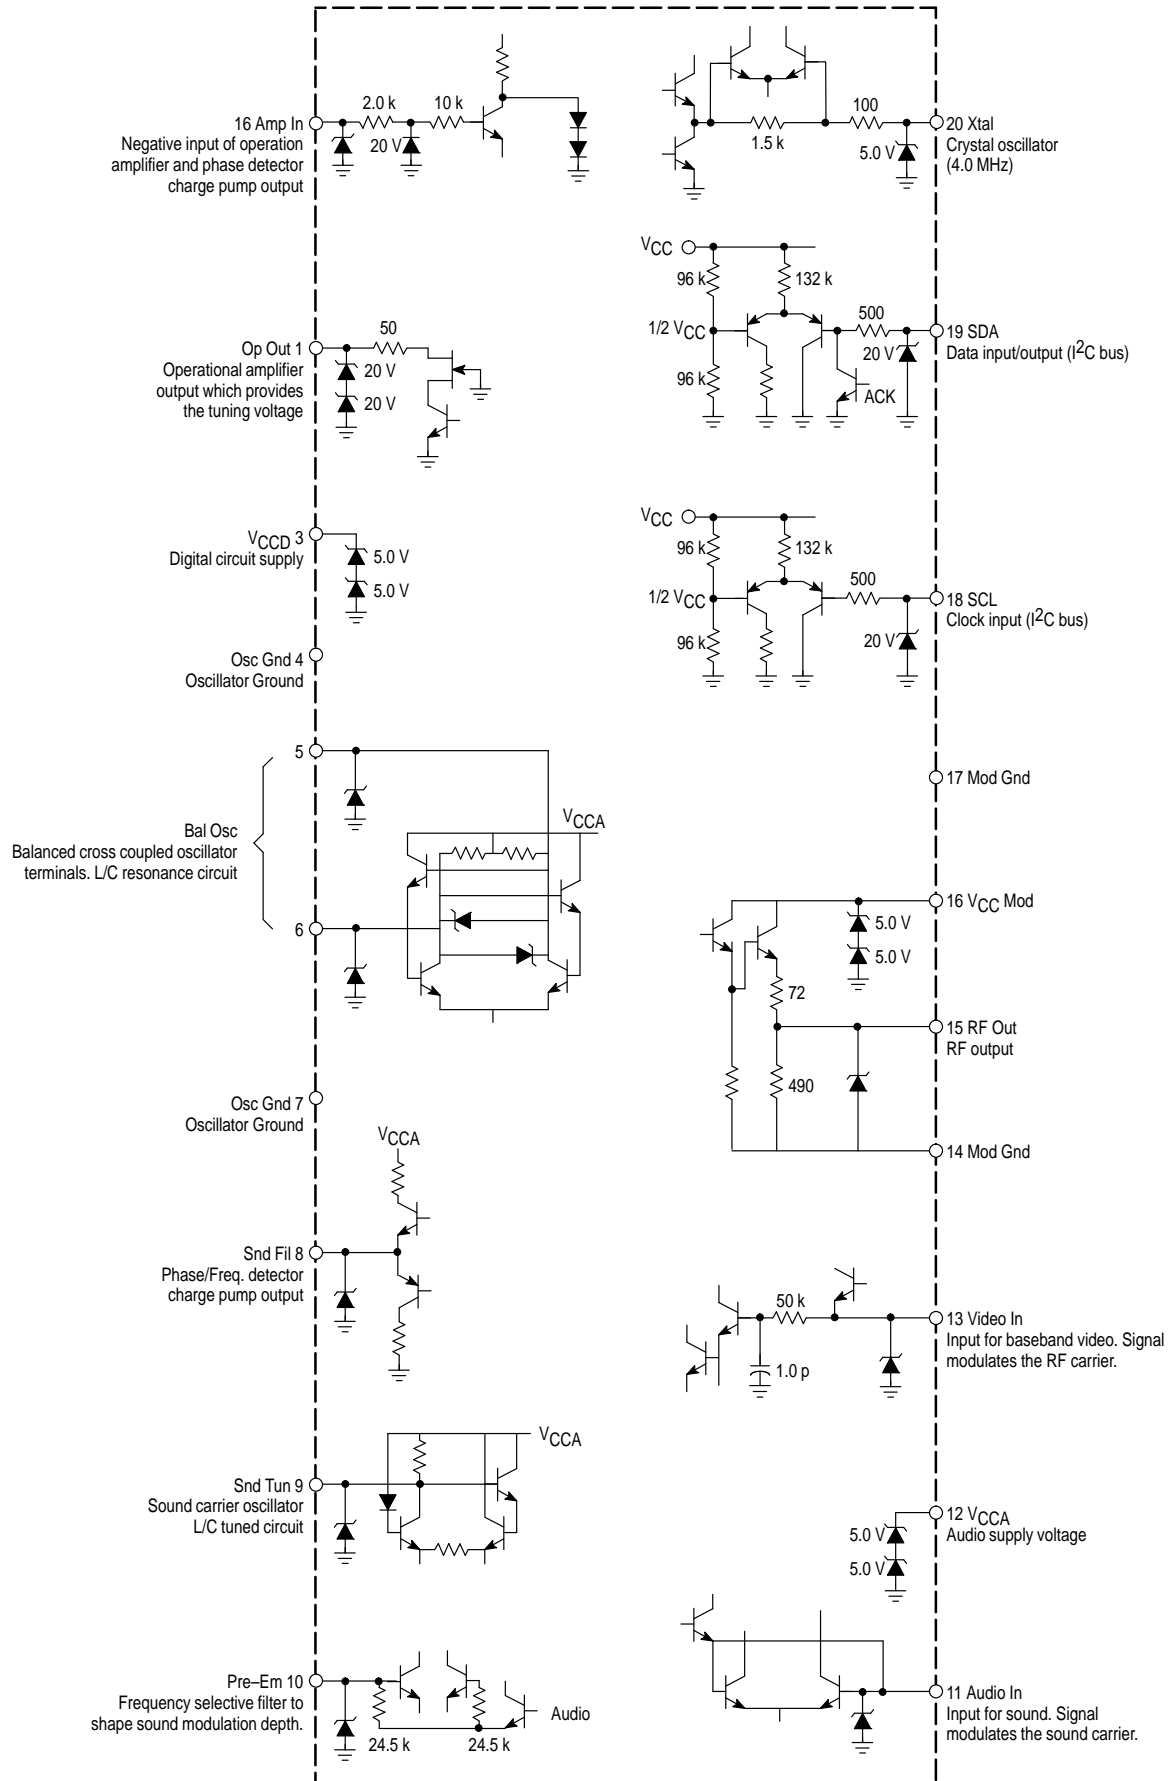 16 Amp In
Negative input of operation
amplifier and phase detector
charge pump output
2.0 k
10 k
20 V
Op Out 1
Operational amplifier
output which provides
the tuning voltage
50
20 V
20 V
VCCD 3
Digital circuit supply
5.0 V
5.0 V
Osc Gnd 4
Oscillator Ground
5
Bal Osc
Balanced cross coupled oscillator
terminals. L/C resonance circuit
6
VCCA
Osc Gnd 7
Oscillator Ground
VCCA
Snd Fil 8
Phase/Freq. detector
charge pump output
VCCA
Snd Tun 9
Sound carrier oscillator
L/C tuned circuit
Pre–Em 10
Frequency selective filter to
shape sound modulation depth.
24.5 k
24.5 k
Audio
100
1.5 k
5.0 V
20 Xtal
Crystal oscillator
(4.0 MHz)
VCC
96 k
132 k
1/2 VCC
500
20 V
96 k
ACK
19 SDA
Data input/output (I2C bus)
VCC
96 k
132 k
1/2 VCC
500
96 k
20 V
18 SCL
Clock input (I2C bus)
17 Mod Gnd
16 VCC Mod
5.0 V
5.0 V
72
15 RF Out
RF output
490
14 Mod Gnd
50 k
1.0 p
13 Video In
Input for baseband video. Signal
modulates the RF carrier.
12 VCCA
Audio supply voltage
5.0 V
5.0 V
11 Audio In
Input for sound. Signal
modulates the sound carrier.